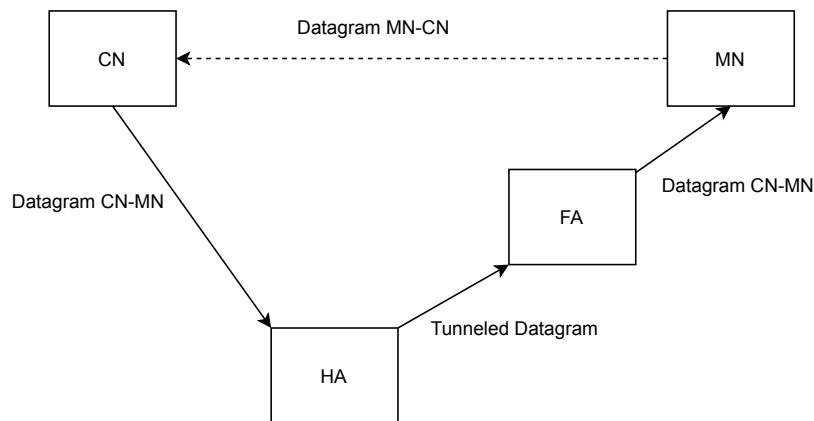 Datagram MN-CN
CN
MN
Datagram CN-MN
FA
Datagram CN-MN
Tunneled Datagram
HA